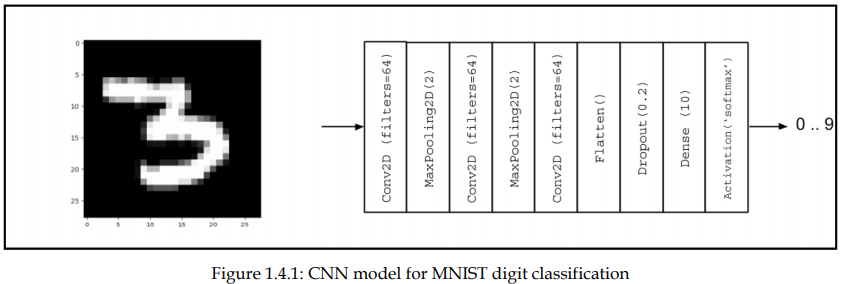 0
5
10
15
20
25
0
5
10
15
20
25
Conv2D (filters=64)
MaxPooling2D(2)
Conv2D (filters=64)
MaxPooling2D(2)
Conv2D (filters=64)
Flatten()
Dropout(0.2)
Dense (10)
Activation('softmax')
0 .. 9
Figure 1.4.1: CNN model for MNIST digit classification